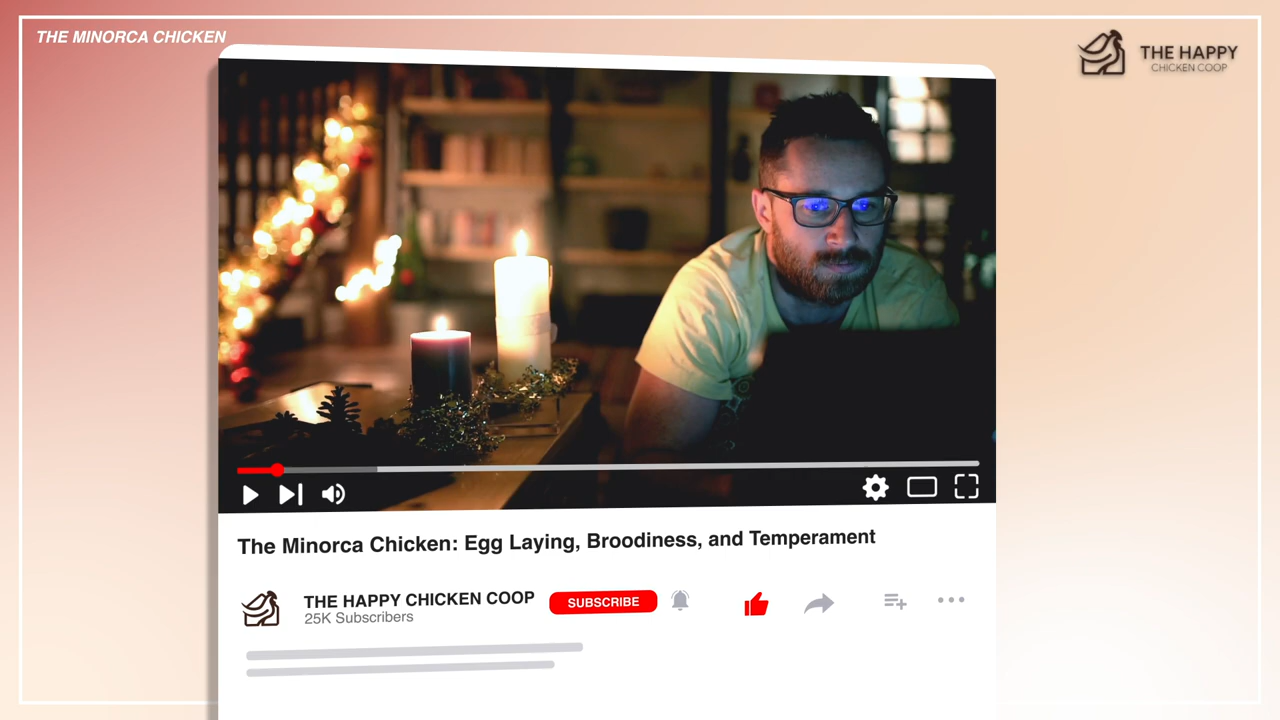 THE MINORCA CHICKEN
THE HAPPY
CHICKEN COOP
The Minorca Chicken: Egg Laying, Broodiness, and Temperament
THE HAPPY CHICKEN COOP
SUBSCRIBE
25K Subscribers